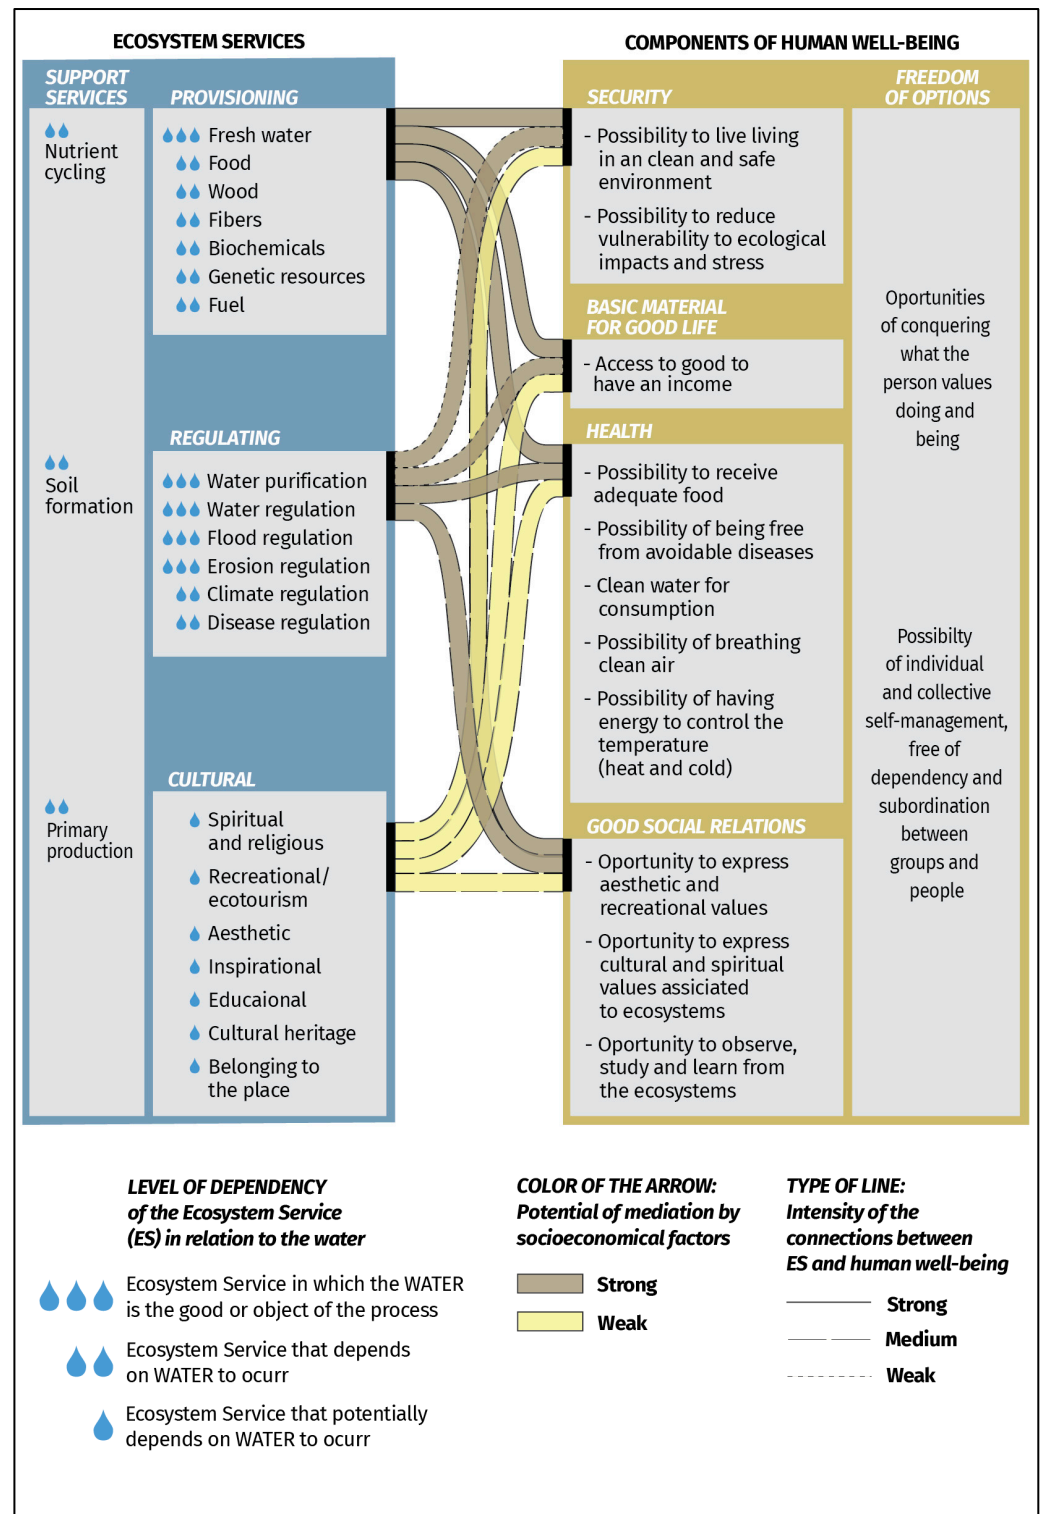 ECOSYSTEM SERVICES
SUPPORT
SERVICES
Nutrient
cycling
Soil
formation
Primary
production
PROVISIONING
Fresh water
Food
Wood
Fibers
Biochemicals
Genetic resources
Fuel
REGULATING
Water purification
Water regulation
Flood regulation
Erosion regulation
Climate regulation
Disease regulation
CULTURAL
Spiritual
and religious
Recreational/
ecotourism
Aesthetic
Inspirational
Educaional
Cultural heritage
Belonging to
the place
COMPONENTS OF HUMAN WELL-BEING
SECURITY
- Possibility to live living
in an clean and safe
environment
- Possibility to reduce
vulnerability to ecological
impacts and stress
BASIC MATERIAL
FOR GOOD LIFE
- Access to good to
have an income
HEALTH
- Possibility to receive
adequate food
- Possibility of being free
from avoidable diseases
- Clean water for
consumption
- Possibility of breathing
clean air
- Possibility of having
energy to control the
temperature
(heat and cold)
GOOD SOCIAL RELATIONS
- Oportunity to express
aesthetic and
recreational values
- Oportunity to express
cultural and spiritual
values assiciated
to ecosystems
- Oportunity to observe,
study and learn from
the ecosystems
FREEDOM
OF OPTIONS
Oportunities
of conquering
what the
person values
doing and
being
Possibilty
of individual
and collective
self-management,
free of
dependency and
subordination
between
groups and
people
LEVEL OF DEPENDENCY
of the Ecosystem Service
(ES) in relation to the water
Ecosystem Service in which the WATER
is the good or object of the process
Ecosystem Service that depends
on WATER to ocurr
Ecosystem Service that potentially
depends on WATER to ocurr
COLOR OF THE ARROW:
Potential of mediation by
socioeconomical factors
Strong
Weak
TYPE OF LINE:
Intensity of the
connections between
ES and human well-being
Strong
Medium
Weak